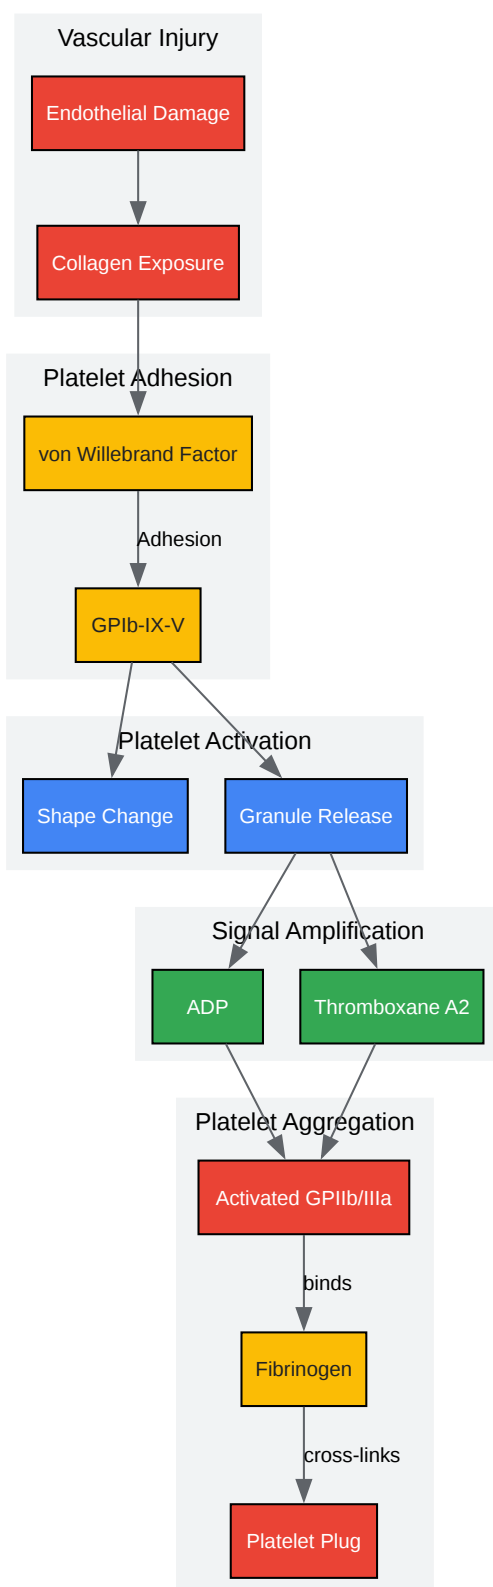 Vascular Injury
Endothelial Damage
Collagen Exposure
Platelet Adhesion
von Willebrand Factor
Adhesion
GPIb-IX-V
Platelet Activation
Shape Change
Granule Release
Signal Amplification
ADP
Thromboxane A2
Platelet Aggregation
Activated GPIIb/IIIa
binds
Fibrinogen
cross-links
Platelet Plug